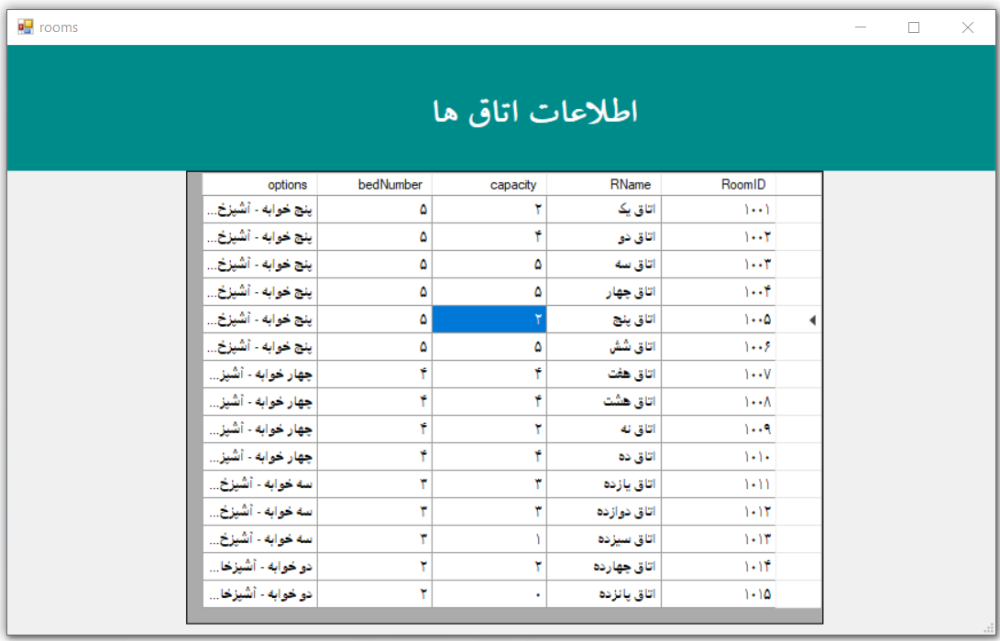 rooms
اطلاعات اتاق ها
RoomID RName capacity bedNumber options
۱۰۰۱ اتاق یک ۲ ۵ پنج خوابه - آشپزخ...
۱۰۰۲ اتاق دو ۴ ۵ پنج خوابه - آشپزخ...
۱۰۰۳ اتاق سه ۵ ۵ پنج خوابه - آشپزخ...
۱۰۰۴ اتاق چهار ۵ ۵ پنج خوابه - آشپزخ...
۱۰۰۵ اتاق پنج ۲ ۵ پنج خوابه - آشپزخ...
۱۰۰۶ اتاق شش ۵ ۵ پنج خوابه - آشپزخ...
۱۰۰۷ اتاق هفت ۴ ۴ چهار خوابه - آشپز...
۱۰۰۸ اتاق هشت ۴ ۴ چهار خوابه - آشپز...
۱۰۰۹ اتاق نه ۲ ۴ چهار خوابه - آشپز...
۱۰۱۰ اتاق ده ۴ ۴ چهار خوابه - آشپز...
۱۰۱۱ اتاق یازده ۳ ۳ سه خوابه - آشپزخ...
۱۰۱۲ اتاق دوازده ۳ ۳ سه خوابه - آشپزخ...
۱۰۱۳ اتاق سیزده ۱ ۳ سه خوابه - آشپزخ...
۱۰۱۴ اتاق چهارده ۲ ۲ دو خوابه - آشپزخا...
۱۰۱۵ اتاق پانزده ۰ ۲ دو خوابه - آشپزخا...